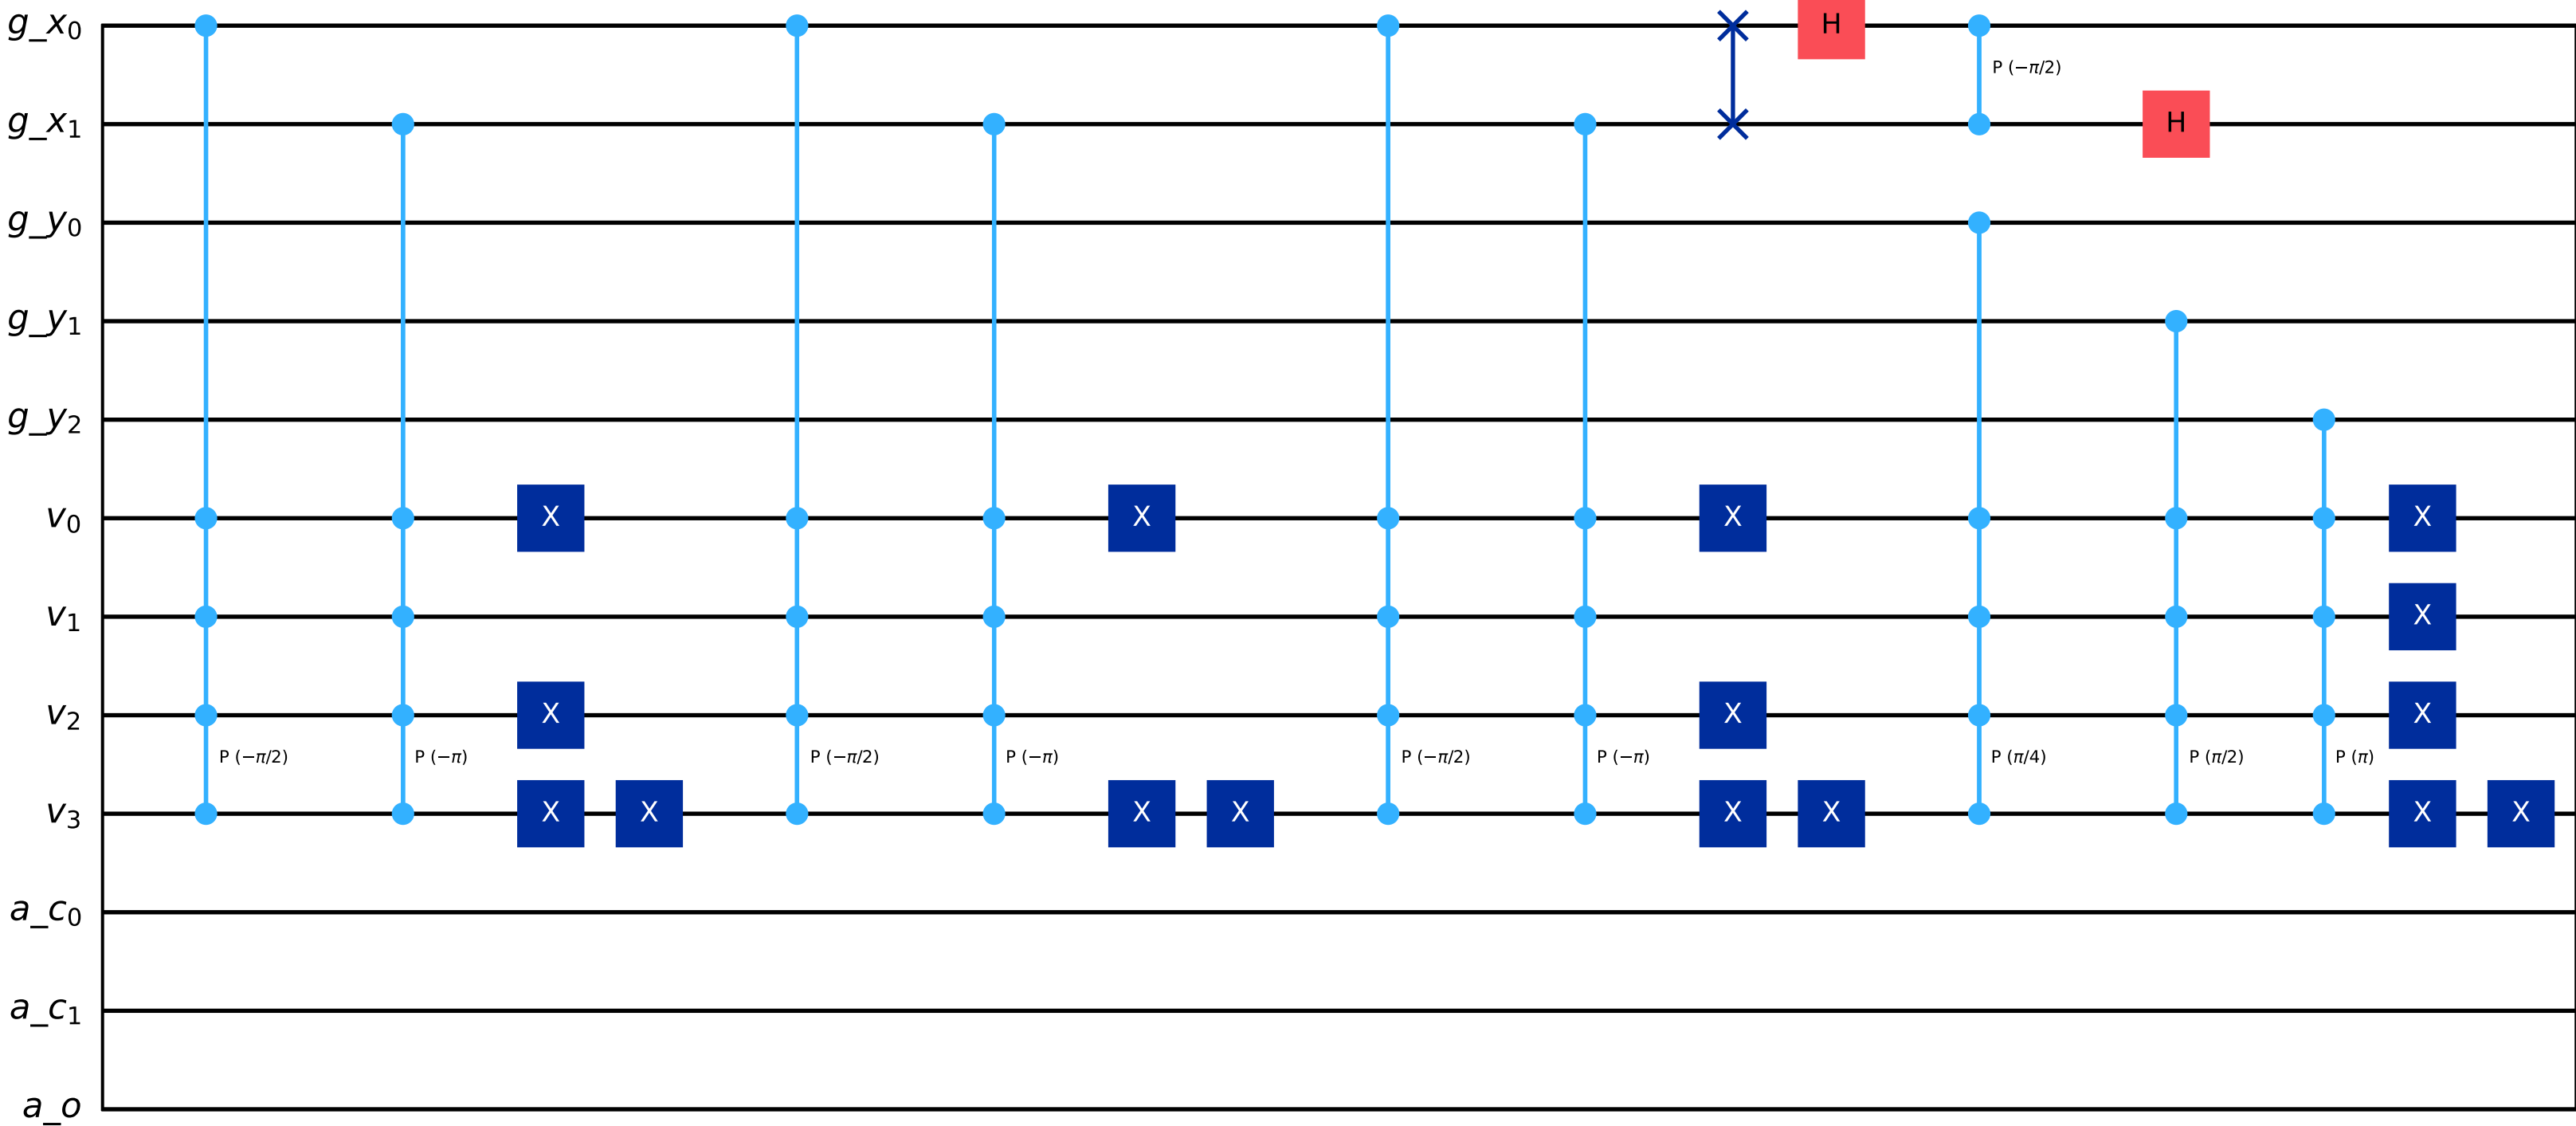 g_x₀ H
P (−π/2)
g_x₁ H
g_y₀
g_y₁
g_y₂
v₀ X X X X
v₁ X
v₂ X X X
P (−π/2) P (−π) P (−π/2) P (−π) P (−π/2) P (−π) P (π/4) P (π/2) P (π)
v₃ X X X X X X X X
a_c₀
a_c₁
a_o